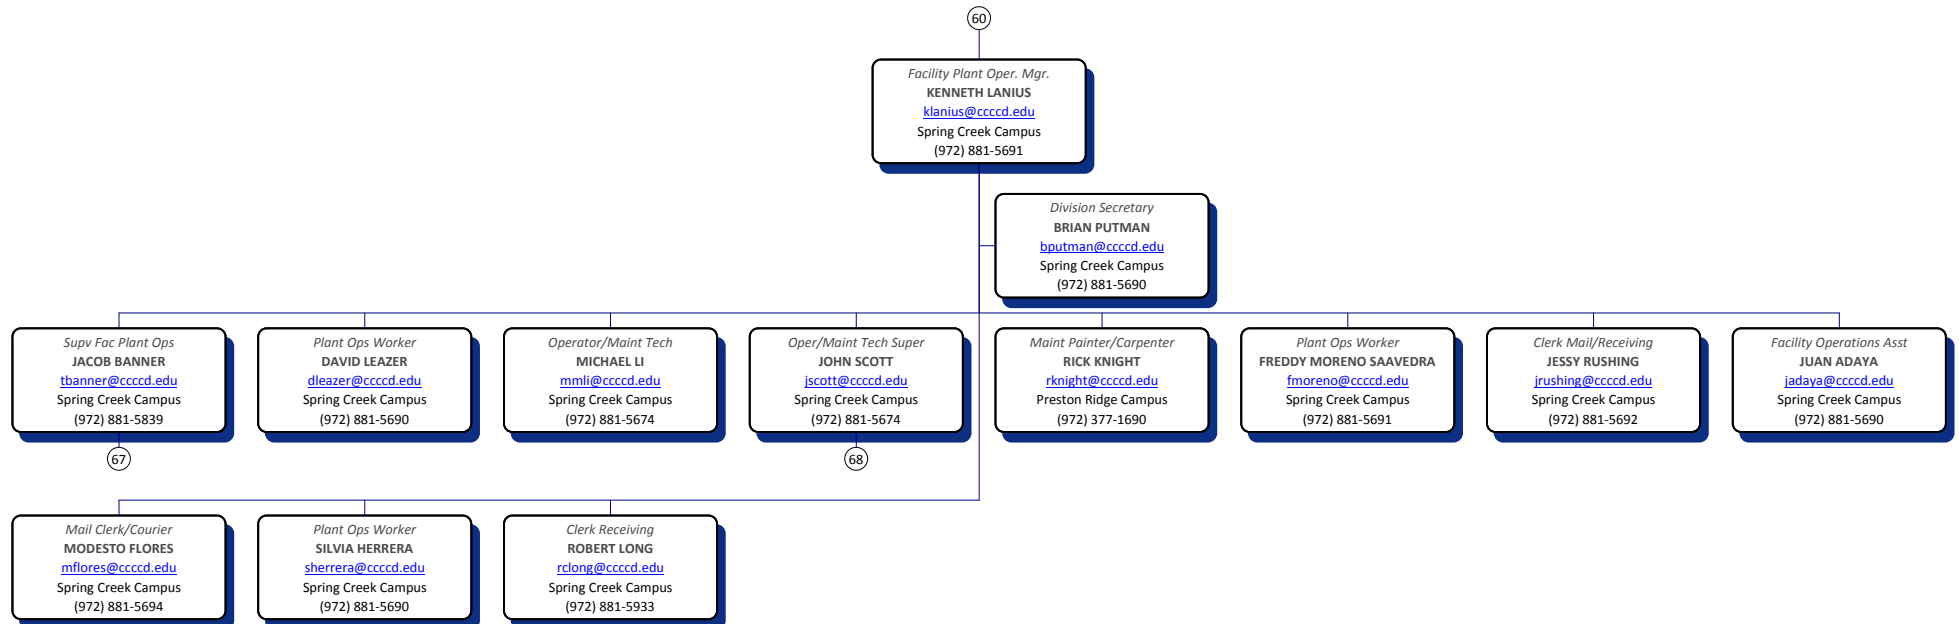 60
Facility Plant Oper. Mgr.
KENNETH LANIUS
klanius@ccccd.edu
Spring Creek Campus
(972) 881-5691
Division Secretary
BRIAN PUTMAN
bputman@ccccd.edu
Spring Creek Campus
(972) 881-5690
Supv Fac Plant Ops
JACOB BANNER
tbanner@ccccd.edu
Spring Creek Campus
(972) 881-5839
67
Plant Ops Worker
DAVID LEAZER
dleazer@ccccd.edu
Spring Creek Campus
(972) 881-5690
Operator/Maint Tech
MICHAEL LI
mmli@ccccd.edu
Spring Creek Campus
(972) 881-5674
Oper/Maint Tech Super
JOHN SCOTT
jscott@ccccd.edu
Spring Creek Campus
(972) 881-5674
68
Maint Painter/Carpenter
RICK KNIGHT
rknight@ccccd.edu
Preston Ridge Campus
(972) 377-1690
Plant Ops Worker
FREDDY MORENO SAAVEDRA
fmoreno@ccccd.edu
Spring Creek Campus
(972) 881-5691
Clerk Mail/Receiving
JESSY RUSHING
jrushing@ccccd.edu
Spring Creek Campus
(972) 881-5692
Facility Operations Asst
JUAN ADAYA
jadaya@ccccd.edu
Spring Creek Campus
(972) 881-5690
Mail Clerk/Courier
MODESTO FLORES
mflores@ccccd.edu
Spring Creek Campus
(972) 881-5694
Plant Ops Worker
SILVIA HERRERA
sherrera@ccccd.edu
Spring Creek Campus
(972) 881-5690
Clerk Receiving
ROBERT LONG
rclong@ccccd.edu
Spring Creek Campus
(972) 881-5933